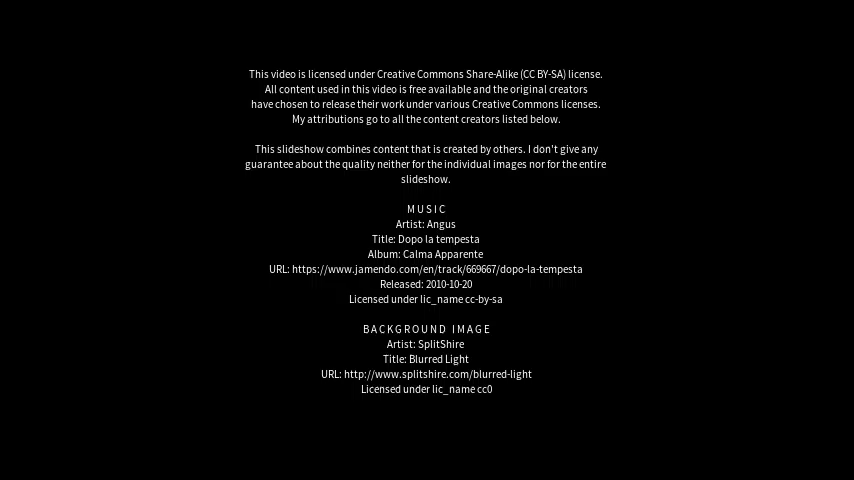 This video is licensed under Creative Commons Share-Alike (CC BY-SA) license.
All content used in this video is free available and the original creators
have chosen to release their work under various Creative Commons licenses.
My attributions go to all the content creators listed below.
This slideshow combines content that is created by others. I don't give any
guarantee about the quality neither for the individual images nor for the entire
slideshow.
MUSIC
Artist: Angus
Title: Dopo la tempesta
Album: Calma Apparente
URL: https://www.jamendo.com/en/track/669667/dopo-la-tempesta
Released: 2010-10-20
Licensed under lic_name cc-by-sa
BACKGROUND IMAGE
Artist: SplitShire
Title: Blurred Light
URL: http://www.splitshire.com/blurred-light
Licensed under lic_name cc0